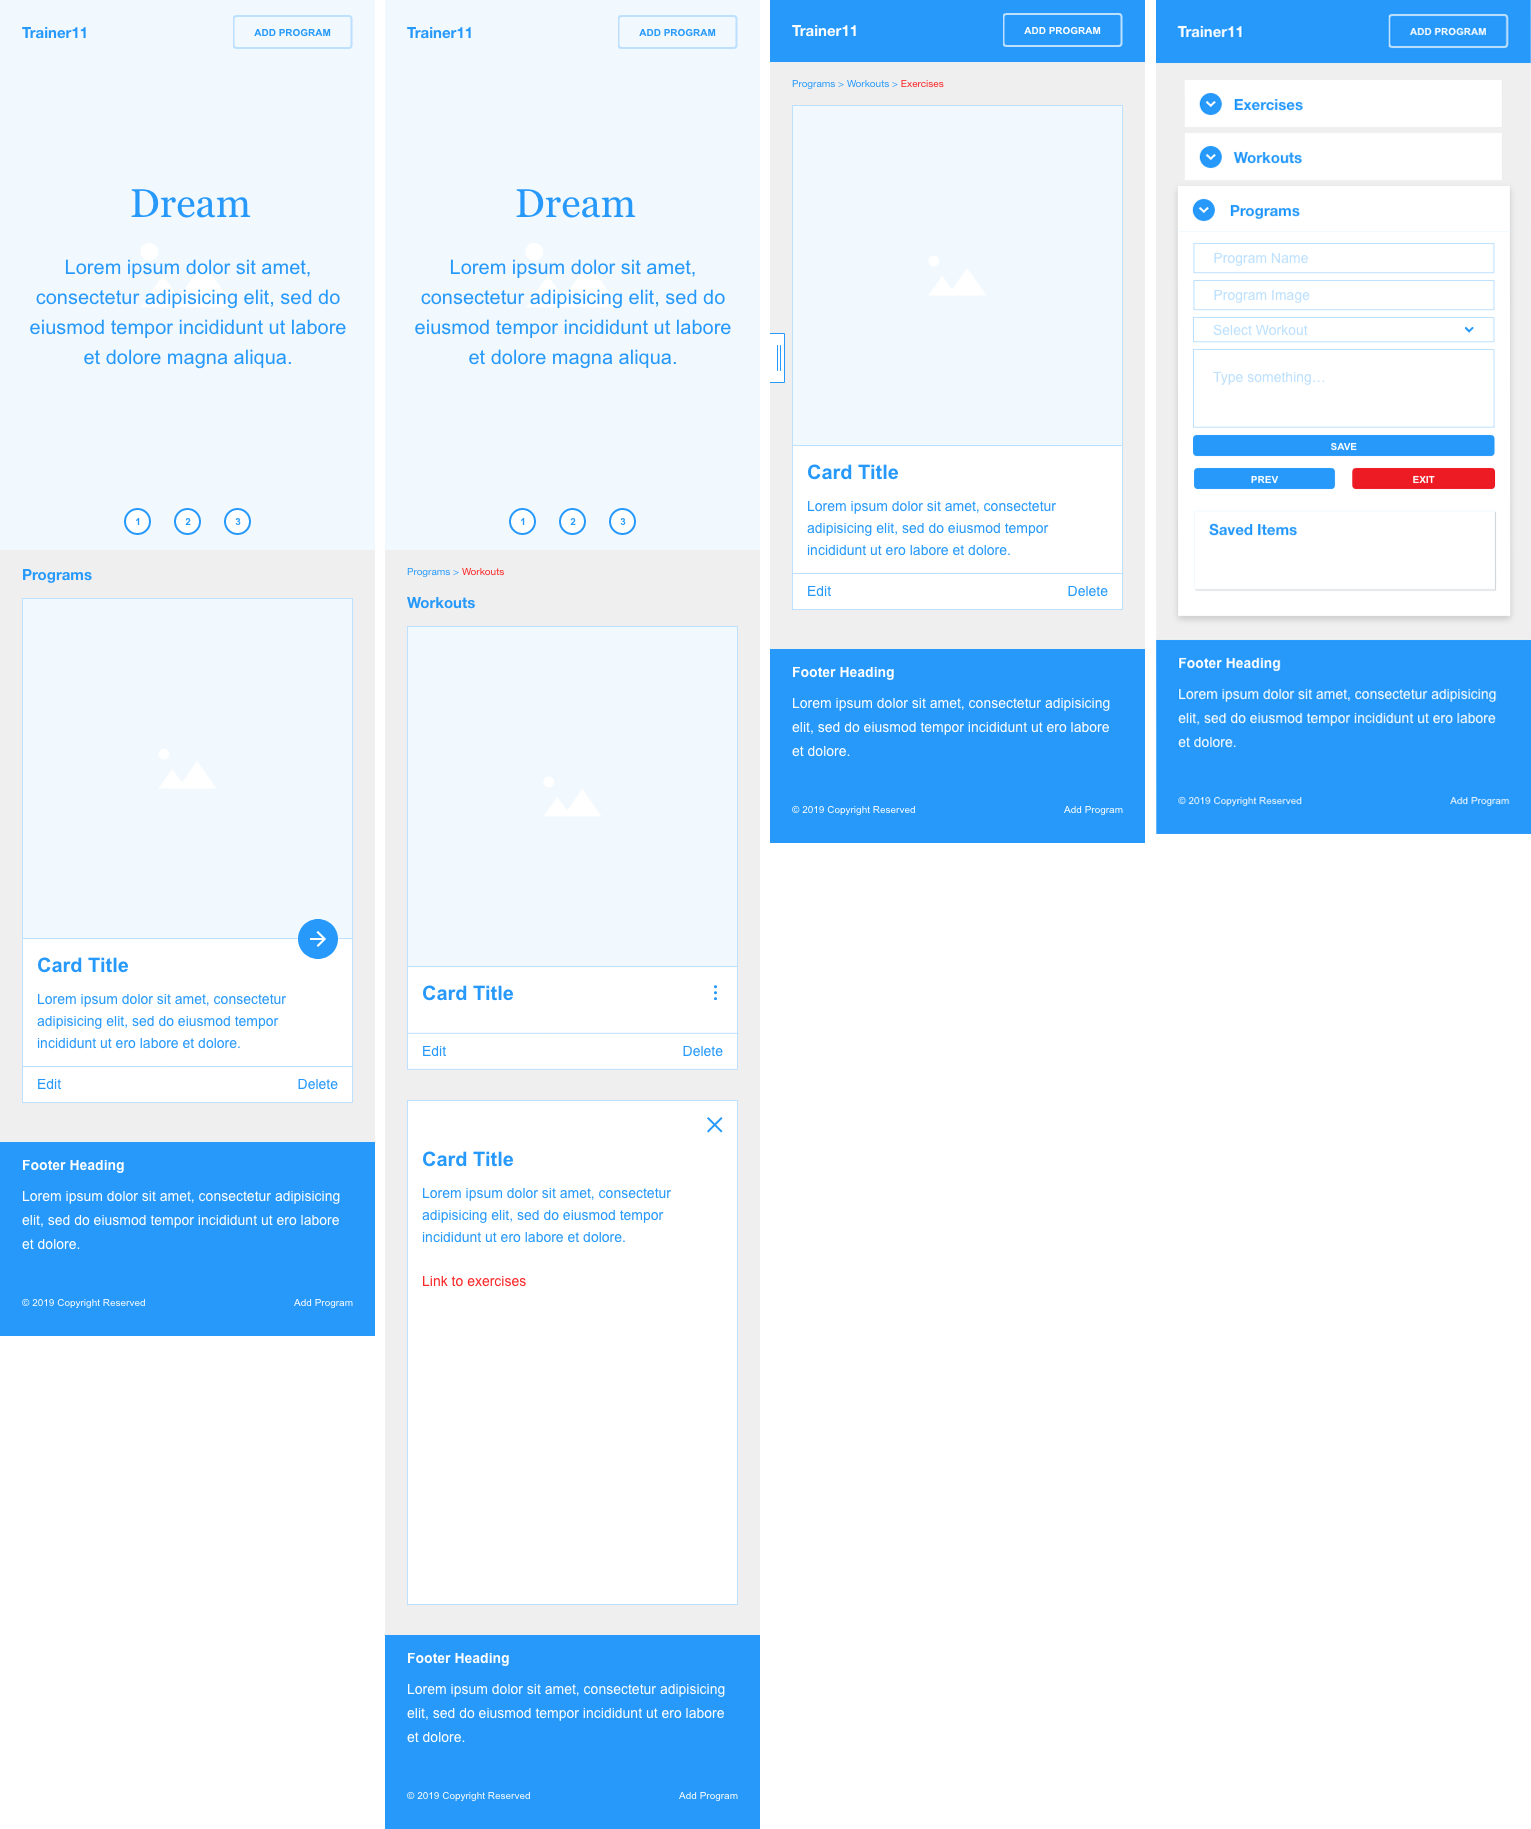 Trainer11
ADD PROGRAM
Dream
Lorem ipsum dolor sit amet,
consectetur adipisicing elit, sed do
eiusmod tempor incididunt ut labore
et dolore magna aliqua.
1 2 3
Programs
Card Title
Lorem ipsum dolor sit amet, consectetur
adipisicing elit, sed do eiusmod tempor
incididunt ut ero labore et dolore.
Edit Delete
Footer Heading
Lorem ipsum dolor sit amet, consectetur adipisicing
elit, sed do eiusmod tempor incididunt ut ero labore
et dolore.
© 2019 Copyright Reserved Add Program
Trainer11
ADD PROGRAM
Dream
Lorem ipsum dolor sit amet,
consectetur adipisicing elit, sed do
eiusmod tempor incididunt ut labore
et dolore magna aliqua.
1 2 3
Programs > Workouts
Workouts
Card Title
Edit Delete
Card Title
Lorem ipsum dolor sit amet, consectetur
adipisicing elit, sed do eiusmod tempor
incididunt ut ero labore et dolore.
Link to exercises
Footer Heading
Lorem ipsum dolor sit amet, consectetur adipisicing
elit, sed do eiusmod tempor incididunt ut ero labore
et dolore.
© 2019 Copyright Reserved Add Program
Trainer11
ADD PROGRAM
Programs > Workouts > Exercises
Card Title
Lorem ipsum dolor sit amet, consectetur
adipisicing elit, sed do eiusmod tempor
incididunt ut ero labore et dolore.
Edit Delete
Footer Heading
Lorem ipsum dolor sit amet, consectetur adipisicing
elit, sed do eiusmod tempor incididunt ut ero labore
et dolore.
© 2019 Copyright Reserved Add Program
Trainer11
ADD PROGRAM
Exercises
Workouts
Programs
Program Name
Program Image
Select Workout
Type something...
SAVE
PREV EXIT
Saved Items
Footer Heading
Lorem ipsum dolor sit amet, consectetur adipisicing
elit, sed do eiusmod tempor incididunt ut ero labore
et dolore.
© 2019 Copyright Reserved Add Program